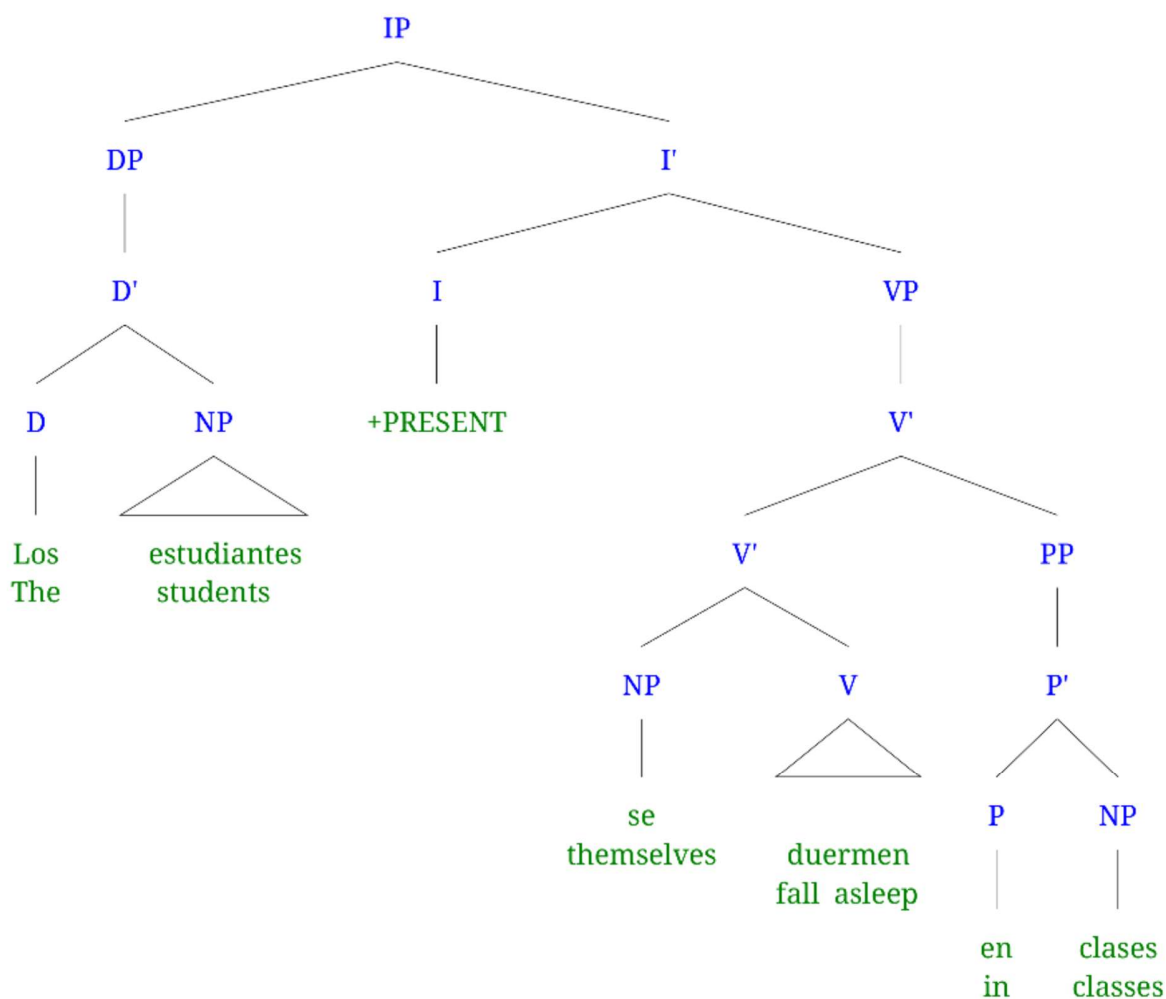 IP
DP I'
D' I VP
D NP +PRESENT V'
Los estudiantes V' PP
The students
NP V P'
se P NP
themselves duermen
fall asleep
en clases
in classes